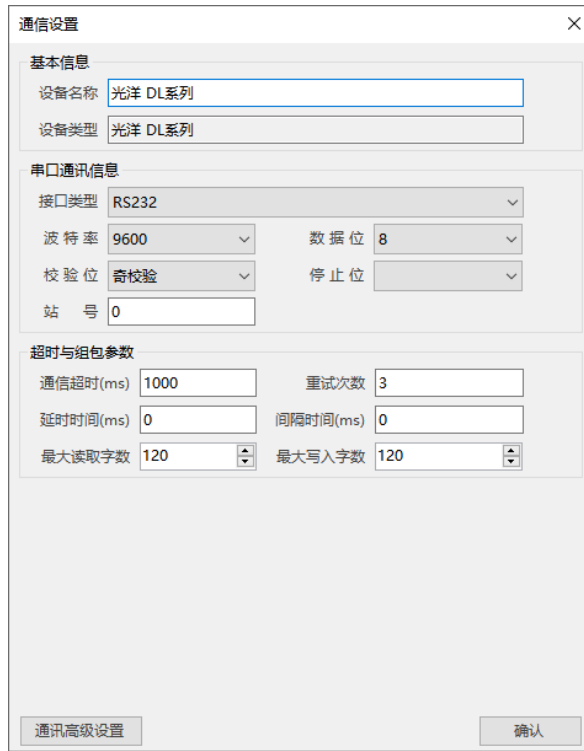 通信设置
基本信息
设备名称 光洋 DL系列
设备类型 光洋 DL系列
串口通讯信息
接口类型 RS232
波特率 9600 数据位 8
校验位 奇校验 停止位
站 号 0
超时与组包参数
通信超时(ms) 1000 重试次数 3
延时时间(ms) 0 间隔时间(ms) 0
最大读取字数 120 最大写入字数 120
通讯高级设置 确认